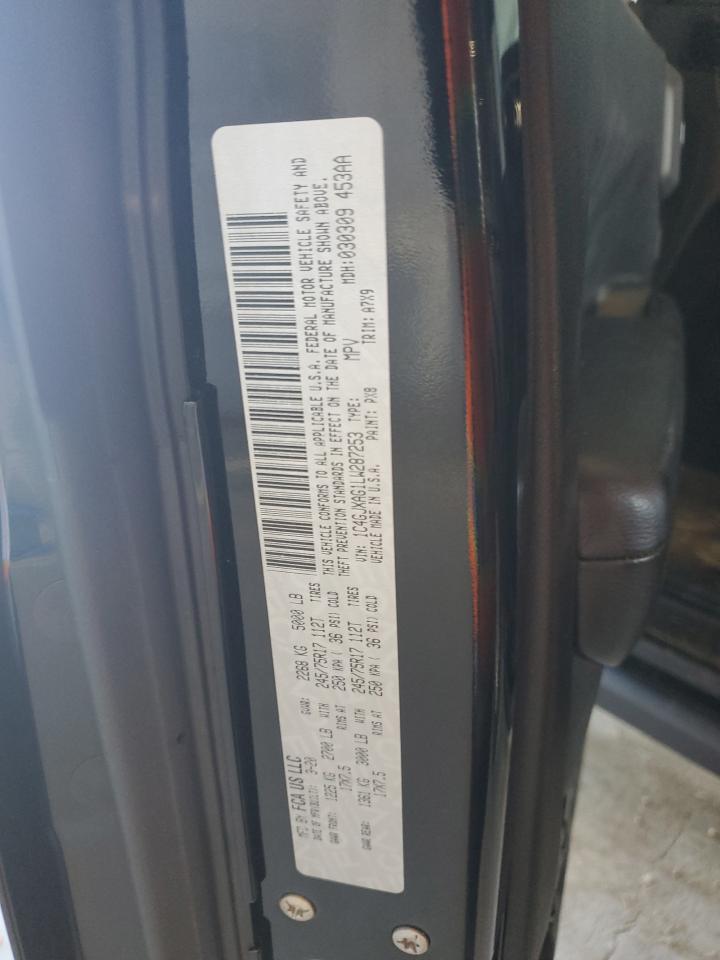 MFD BY: FCA US LLC
DATE OF MFR(BUILT): 3-20 GVWR: 2268 KG 5000 LB
GAWR FRONT: 1225 KG 2700 LB WITH 245/75R17 112T TIRES
17X7.5 RIMS AT 250 KPA ( 36 PSI) COLD
GAWR REAR: 1361 KG 3000 LB WITH 245/75R17 112T TIRES
17X7.5 RIMS AT 250 KPA ( 36 PSI) COLD
THIS VEHICLE CONFORMS TO ALL APPLICABLE U.S.A. FEDERAL MOTOR VEHICLE SAFETY AND
THEFT PREVENTION STANDARDS IN EFFECT ON THE DATE OF MANUFACTURE SHOWN ABOVE.
VIN: 1C4GJXAG1LW287253 TYPE: MPV MDH: 030309 453AA
VEHICLE MADE IN U.S.A. PAINT: PX8 TRIM: A7X9